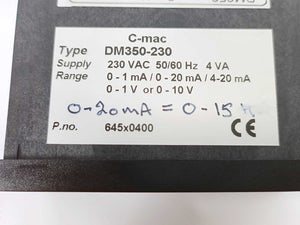 C-mac
Type DM350-230
Supply 230 VAC 50/60 Hz 4 VA
Range 0 - 1 mA / 0 - 20 mA / 4-20 mA
0 - 1 V or 0 - 10 V
0-20mA = 0-15
P.no. 645x0400 CE